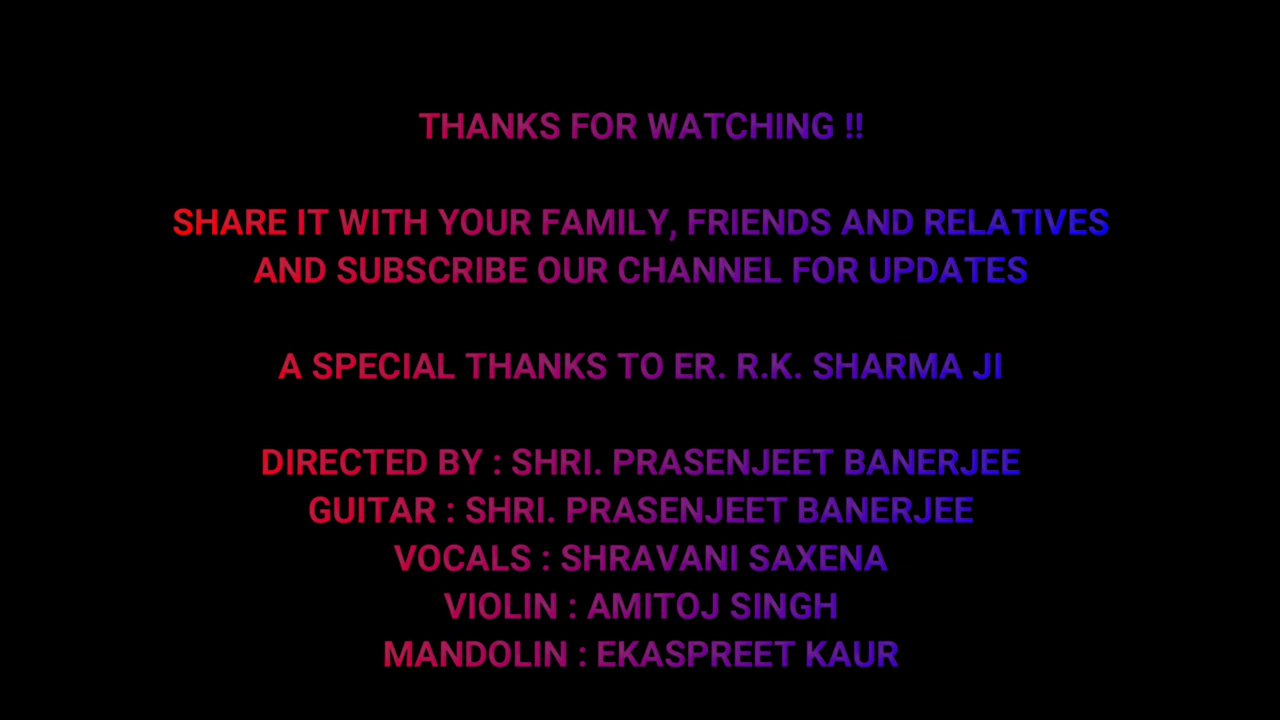 THANKS FOR WATCHING !!
SHARE IT WITH YOUR FAMILY, FRIENDS AND RELATIVES
AND SUBSCRIBE OUR CHANNEL FOR UPDATES
A SPECIAL THANKS TO ER. R.K. SHARMA JI
DIRECTED BY : SHRI. PRASENJEET BANERJEE
GUITAR : SHRI. PRASENJEET BANERJEE
VOCALS : SHRAVANI SAXENA
VIOLIN : AMITOJ SINGH
MANDOLIN : EKASPREET KAUR